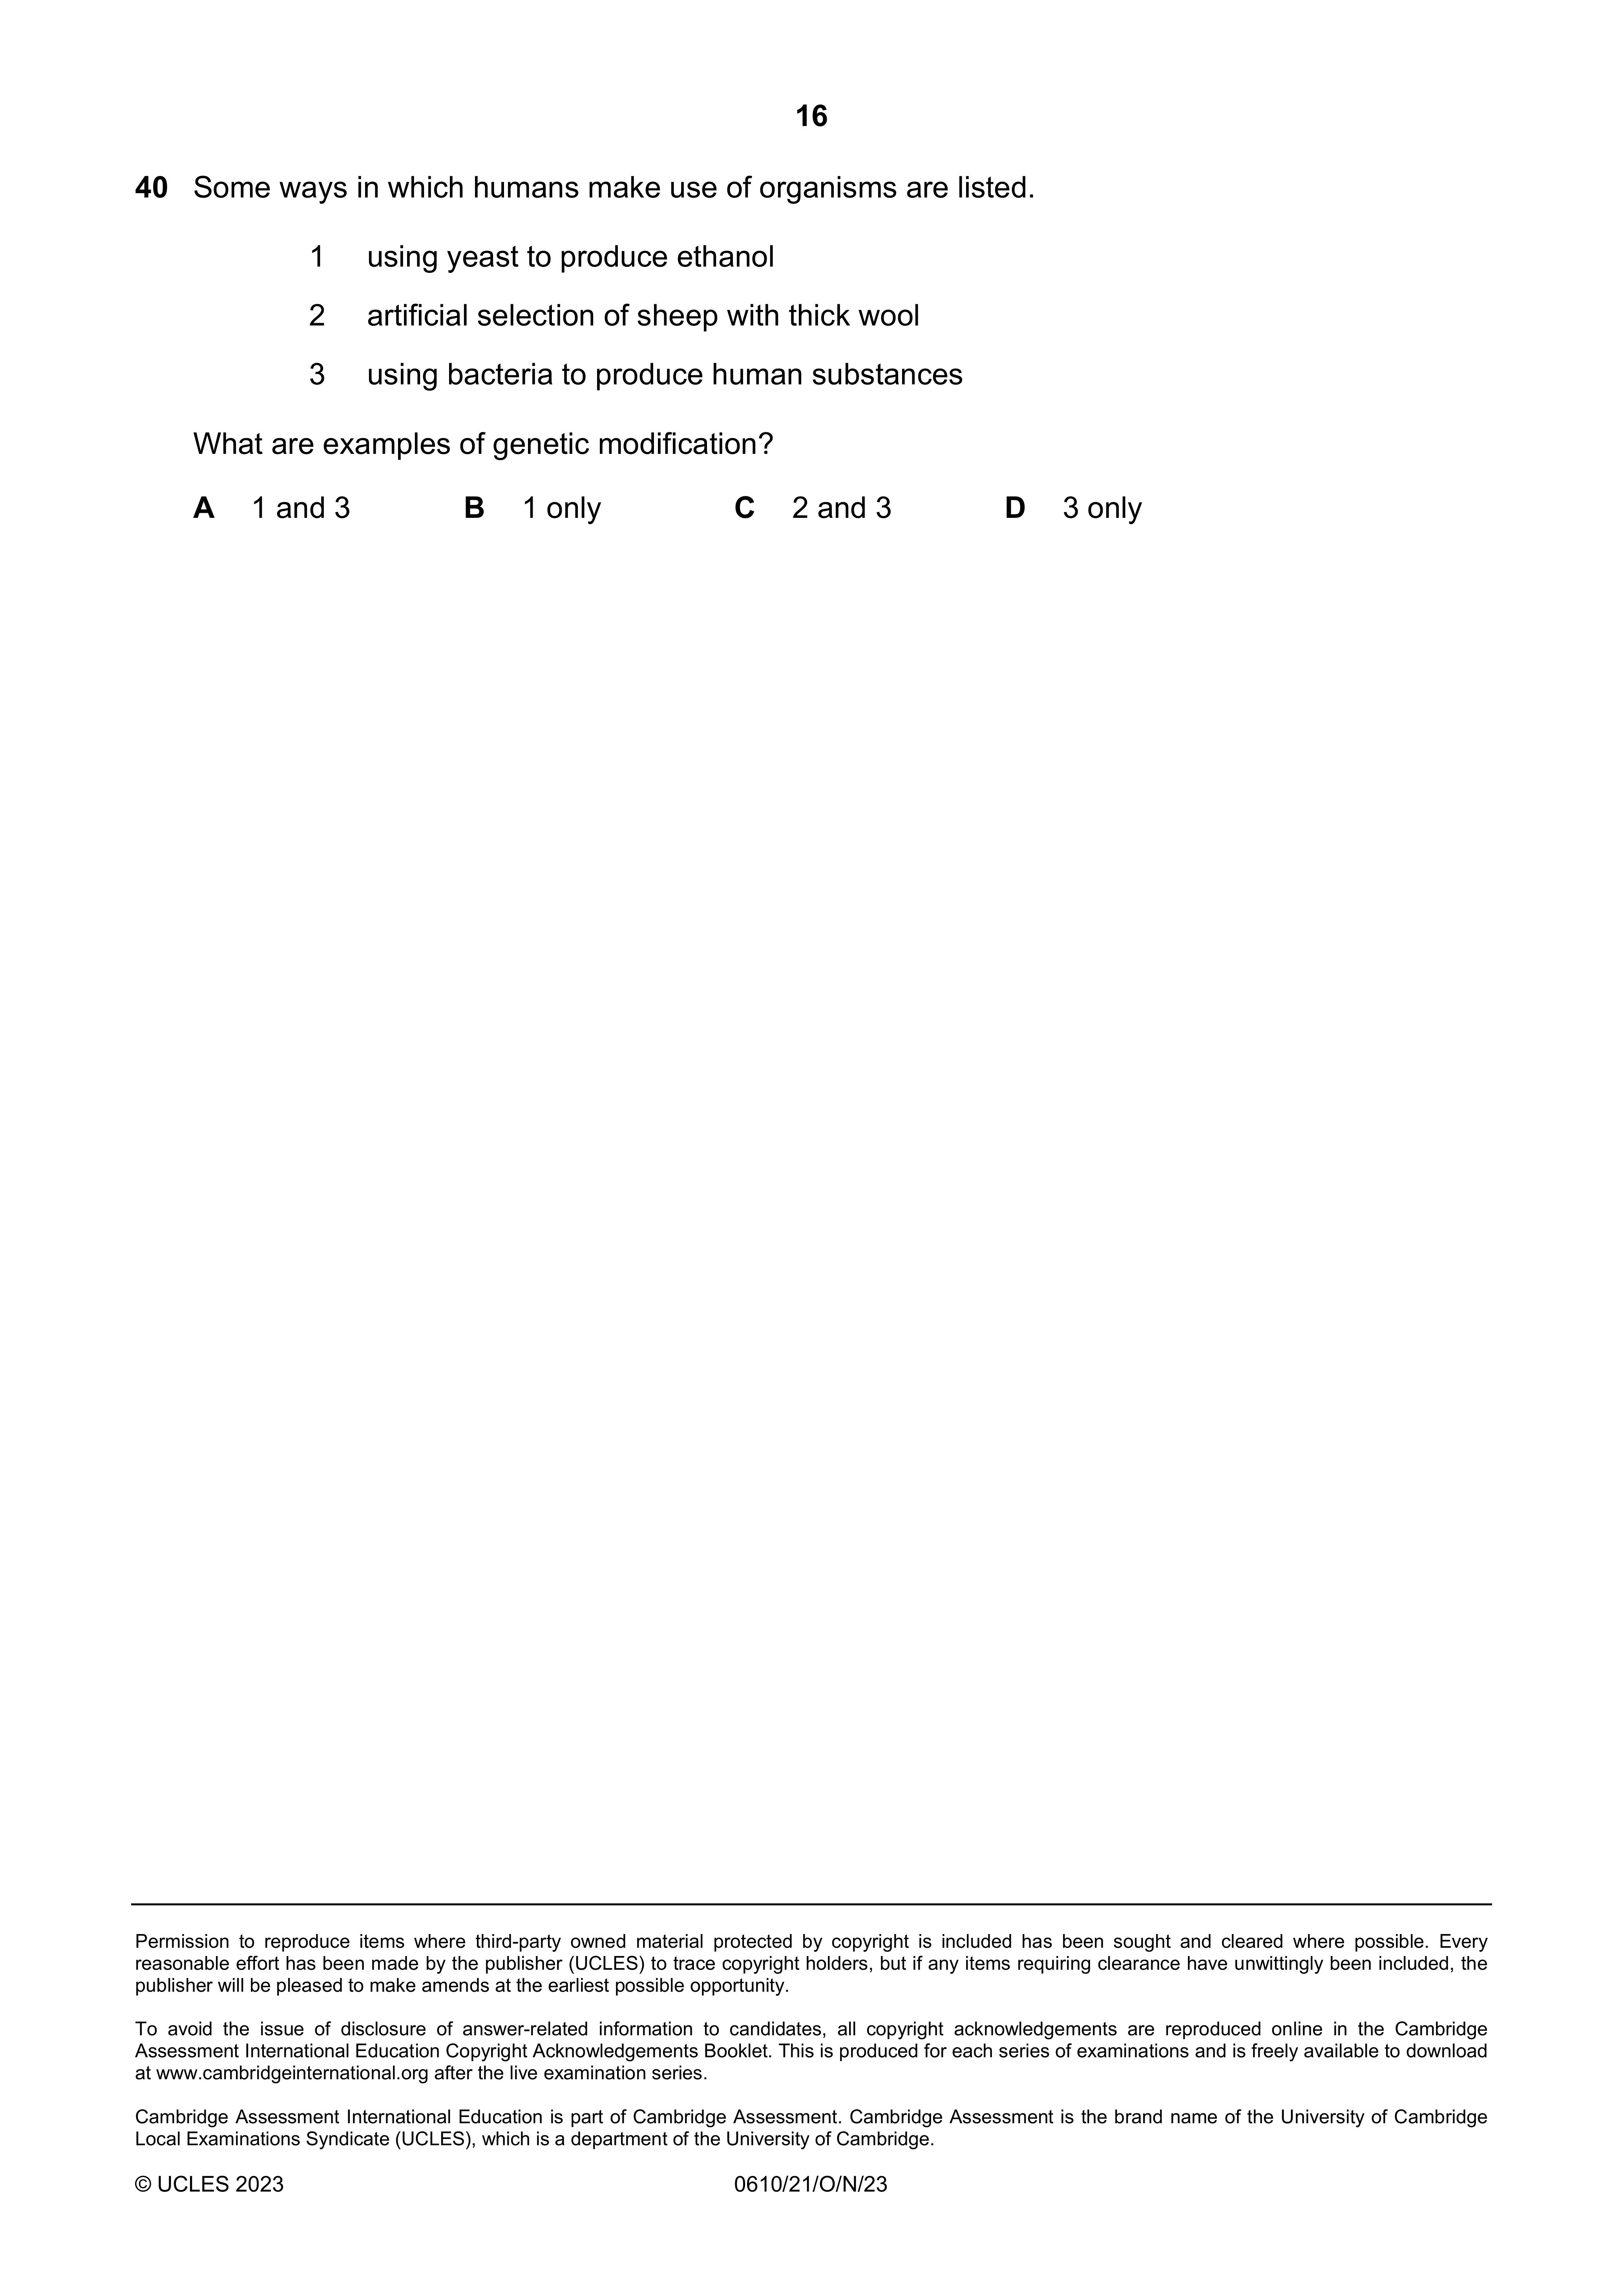 16
40 Some ways in which humans make use of organisms are listed.
1 using yeast to produce ethanol
2 artificial selection of sheep with thick wool
3 using bacteria to produce human substances
What are examples of genetic modification?
A 1 and 3 B 1 only C 2 and 3 D 3 only
Permission to reproduce items where third-party owned material protected by copyright is included has been sought and cleared where possible. Every
reasonable effort has been made by the publisher (UCLES) to trace copyright holders, but if any items requiring clearance have unwittingly been included, the
publisher will be pleased to make amends at the earliest possible opportunity.
To avoid the issue of disclosure of answer-related information to candidates, all copyright acknowledgements are reproduced online in the Cambridge
Assessment International Education Copyright Acknowledgements Booklet. This is produced for each series of examinations and is freely available to download
at www.cambridgeinternational.org after the live examination series.
Cambridge Assessment International Education is part of Cambridge Assessment. Cambridge Assessment is the brand name of the University of Cambridge
Local Examinations Syndicate (UCLES), which is a department of the University of Cambridge.
© UCLES 2023 0610/21/O/N/23